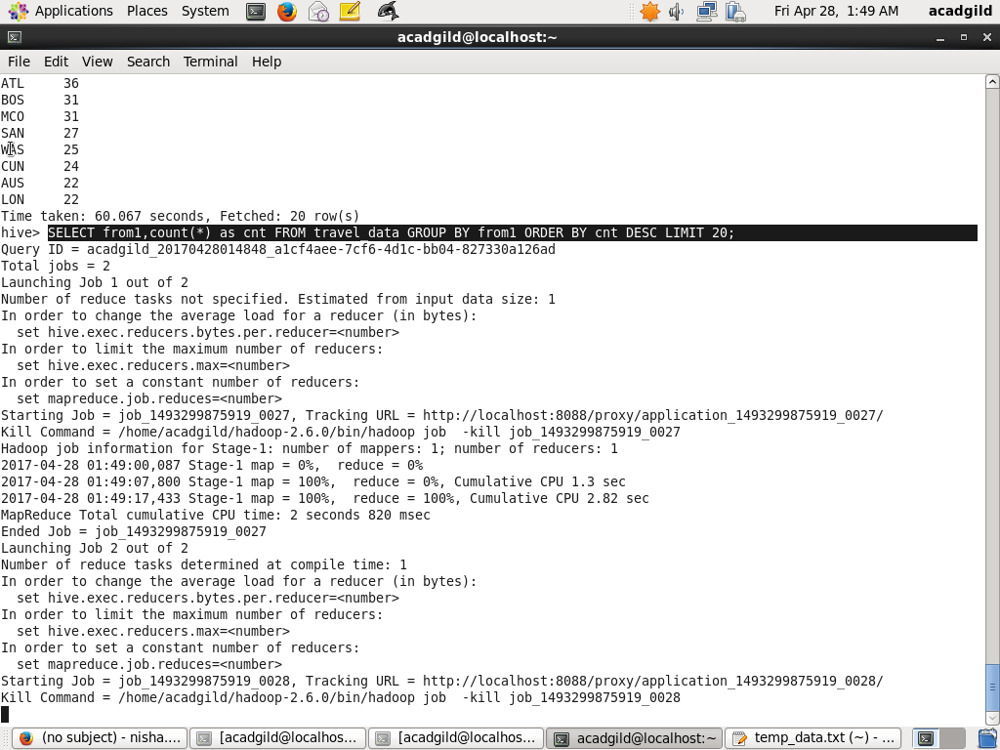 Applications Places System Fri Apr 28, 1:49 AM acadgild
acadgild@localhost:~
File Edit View Search Terminal Help
ATL 36
BOS 31
MCO 31
SAN 27
WAS 25
CUN 24
AUS 22
LON 22
Time taken: 60.067 seconds, Fetched: 20 row(s)
hive> SELECT from1,count(*) as cnt FROM travel_data GROUP BY from1 ORDER BY cnt DESC LIMIT 20;
Query ID = acadgild_20170428014848_a1cf4aee-7cf6-4d1c-bb04-827330a126ad
Total jobs = 2
Launching Job 1 out of 2
Number of reduce tasks not specified. Estimated from input data size: 1
In order to change the average load for a reducer (in bytes):
  set hive.exec.reducers.bytes.per.reducer=<number>
In order to limit the maximum number of reducers:
  set hive.exec.reducers.max=<number>
In order to set a constant number of reducers:
  set mapreduce.job.reduces=<number>
Starting Job = job_1493299875919_0027, Tracking URL = http://localhost:8088/proxy/application_1493299875919_0027/
Kill Command = /home/acadgild/hadoop-2.6.0/bin/hadoop job  -kill job_1493299875919_0027
Hadoop job information for Stage-1: number of mappers: 1; number of reducers: 1
2017-04-28 01:49:00,087 Stage-1 map = 0%,  reduce = 0%
2017-04-28 01:49:07,800 Stage-1 map = 100%,  reduce = 0%, Cumulative CPU 1.3 sec
2017-04-28 01:49:17,433 Stage-1 map = 100%,  reduce = 100%, Cumulative CPU 2.82 sec
MapReduce Total cumulative CPU time: 2 seconds 820 msec
Ended Job = job_1493299875919_0027
Launching Job 2 out of 2
Number of reduce tasks determined at compile time: 1
In order to change the average load for a reducer (in bytes):
  set hive.exec.reducers.bytes.per.reducer=<number>
In order to limit the maximum number of reducers:
  set hive.exec.reducers.max=<number>
In order to set a constant number of reducers:
  set mapreduce.job.reduces=<number>
Starting Job = job_1493299875919_0028, Tracking URL = http://localhost:8088/proxy/application_1493299875919_0028/
Kill Command = /home/acadgild/hadoop-2.6.0/bin/hadoop job  -kill job_1493299875919_0028
(no subject) - nisha.... [acadgild@localhos... [acadgild@localhos... acadgild@localhost:~ temp_data.txt (~) - ...